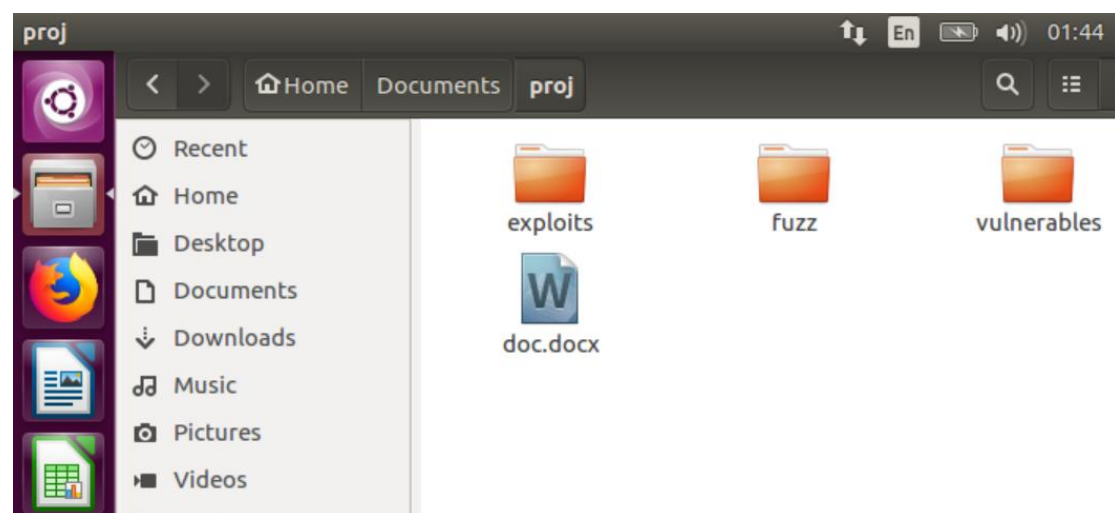 proj
En
01:44
Home
Documents
proj
Recent
Home
Desktop
Documents
Downloads
Music
Pictures
Videos
exploits
fuzz
vulnerables
W
doc.docx